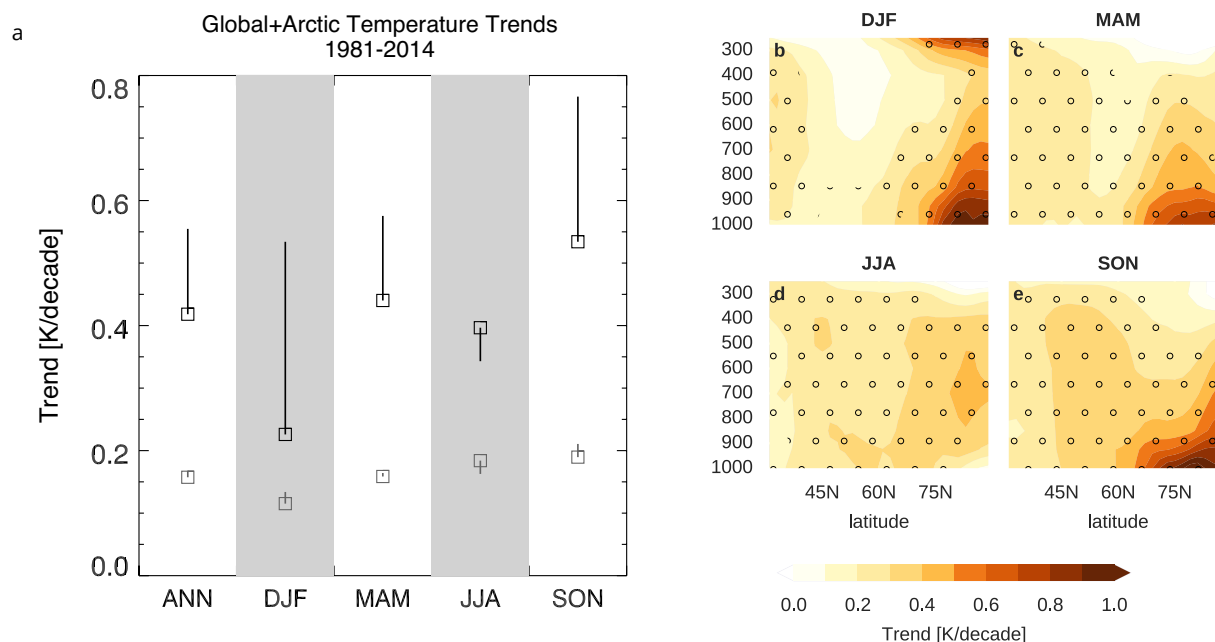 a
Global+Arctic Temperature Trends
1981-2014
Trend [K/decade]
0.8
0.6
0.4
0.2
0.0
ANN DJF MAM JJA SON
DJF MAM
b c
300
400
500
600
700
800
900
1000
JJA SON
d e
300
400
500
600
700
800
900
1000
45N 60N 75N 45N 60N 75N
latitude latitude
0.0 0.2 0.4 0.6 0.8 1.0
Trend [K/decade]